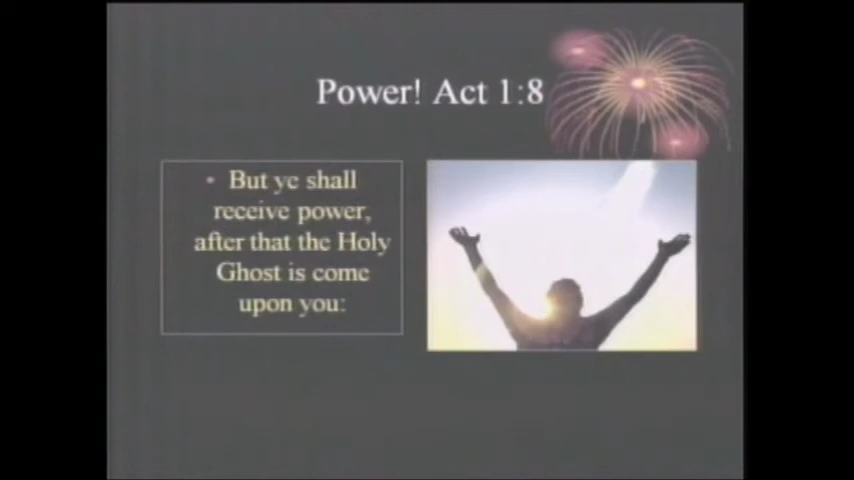 Power! Act 1:8
• But ye shall
receive power,
after that the Holy
Ghost is come
upon you: